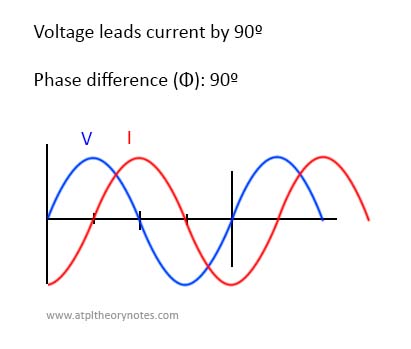 Voltage leads current by 90º
Phase difference (Φ): 90º
V I
www.atpltheorynotes.com